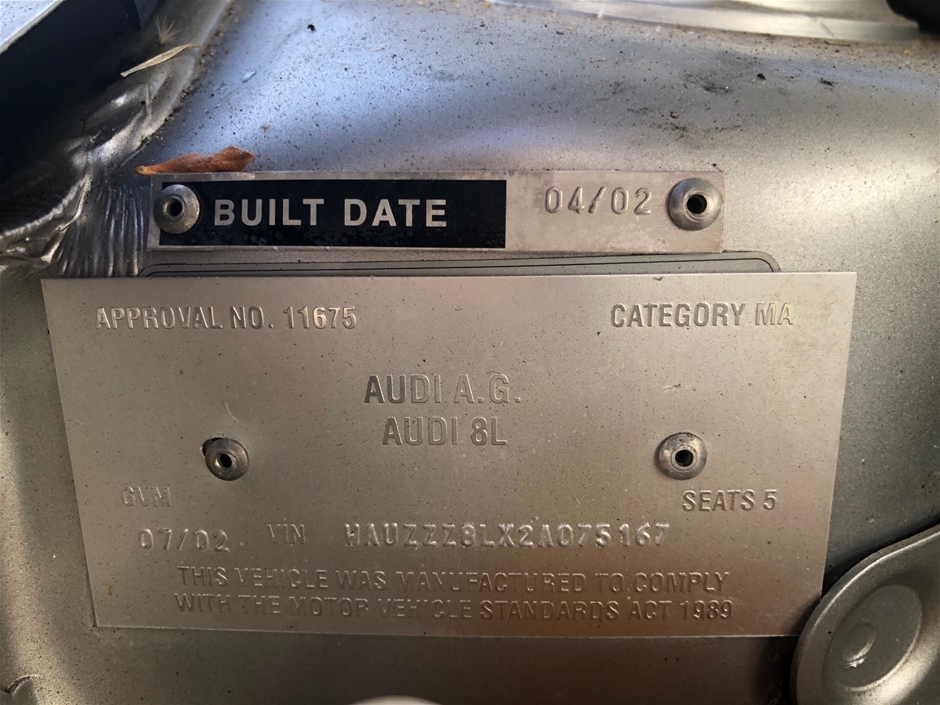 BUILT DATE 04/02
APPROVAL NO. 11675 CATEGORY MA
AUDI A.G.
AUDI 8L
GVM SEATS 5
07/02 VIN WAUZZZ8LX2A075167
THIS VEHICLE WAS MANUFACTURED TO COMPLY
WITH THE MOTOR VEHICLE STANDARDS ACT 1989